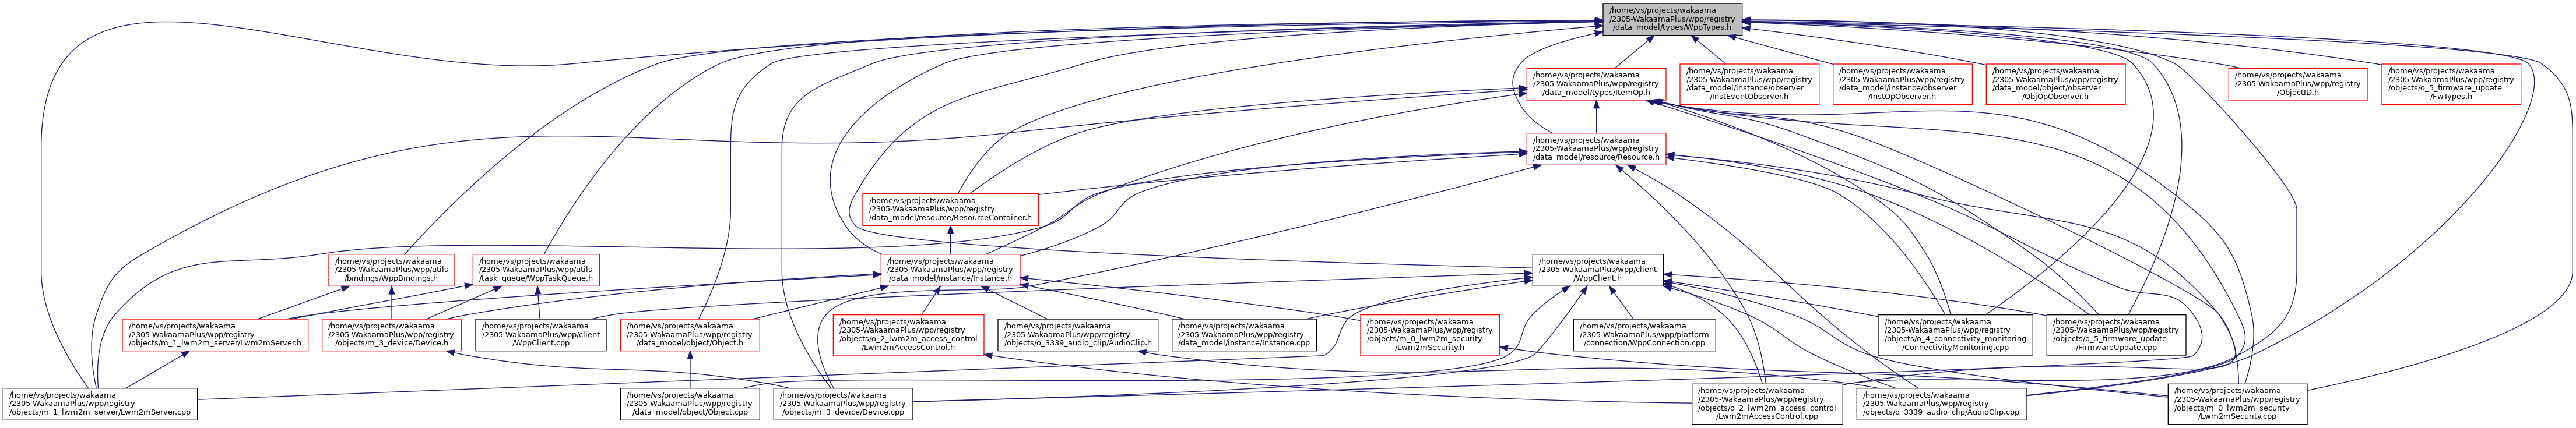 /home/vs/projects/wakaama
/2305-WakaamaPlus/wpp/registry
/data_model/types/WppTypes.h
/home/vs/projects/wakaama
/2305-WakaamaPlus/wpp/registry
/data_model/types/ItemOp.h
/home/vs/projects/wakaama
/2305-WakaamaPlus/wpp/registry
/data_model/instance/observer
/InstEventObserver.h
/home/vs/projects/wakaama
/2305-WakaamaPlus/wpp/registry
/data_model/instance/observer
/InstOpObserver.h
/home/vs/projects/wakaama
/2305-WakaamaPlus/wpp/registry
/data_model/object/observer
/ObjOpObserver.h
/home/vs/projects/wakaama
/2305-WakaamaPlus/wpp/registry
/ObjectID.h
/home/vs/projects/wakaama
/2305-WakaamaPlus/wpp/registry
/objects/o_5_firmware_update
/FwTypes.h
/home/vs/projects/wakaama
/2305-WakaamaPlus/wpp/registry
/data_model/resource/Resource.h
/home/vs/projects/wakaama
/2305-WakaamaPlus/wpp/registry
/data_model/resource/ResourceContainer.h
/home/vs/projects/wakaama
/2305-WakaamaPlus/wpp/utils
/bindings/WppBindings.h
/home/vs/projects/wakaama
/2305-WakaamaPlus/wpp/utils
/task_queue/WppTaskQueue.h
/home/vs/projects/wakaama
/2305-WakaamaPlus/wpp/registry
/data_model/instance/Instance.h
/home/vs/projects/wakaama
/2305-WakaamaPlus/wpp/client
/WppClient.h
/home/vs/projects/wakaama
/2305-WakaamaPlus/wpp/registry
/objects/m_1_lwm2m_server/Lwm2mServer.h
/home/vs/projects/wakaama
/2305-WakaamaPlus/wpp/registry
/objects/m_3_device/Device.h
/home/vs/projects/wakaama
/2305-WakaamaPlus/wpp/client
/WppClient.cpp
/home/vs/projects/wakaama
/2305-WakaamaPlus/wpp/registry
/data_model/object/Object.h
/home/vs/projects/wakaama
/2305-WakaamaPlus/wpp/registry
/objects/o_2_lwm2m_access_control
/Lwm2mAccessControl.h
/home/vs/projects/wakaama
/2305-WakaamaPlus/wpp/registry
/objects/o_3339_audio_clip/AudioClip.h
/home/vs/projects/wakaama
/2305-WakaamaPlus/wpp/registry
/data_model/instance/Instance.cpp
/home/vs/projects/wakaama
/2305-WakaamaPlus/wpp/registry
/objects/m_0_lwm2m_security
/Lwm2mSecurity.h
/home/vs/projects/wakaama
/2305-WakaamaPlus/wpp/platform
/connection/WppConnection.cpp
/home/vs/projects/wakaama
/2305-WakaamaPlus/wpp/registry
/objects/o_4_connectivity_monitoring
/ConnectivityMonitoring.cpp
/home/vs/projects/wakaama
/2305-WakaamaPlus/wpp/registry
/objects/o_5_firmware_update
/FirmwareUpdate.cpp
/home/vs/projects/wakaama
/2305-WakaamaPlus/wpp/registry
/objects/m_1_lwm2m_server/Lwm2mServer.cpp
/home/vs/projects/wakaama
/2305-WakaamaPlus/wpp/registry
/data_model/object/Object.cpp
/home/vs/projects/wakaama
/2305-WakaamaPlus/wpp/registry
/objects/m_3_device/Device.cpp
/home/vs/projects/wakaama
/2305-WakaamaPlus/wpp/registry
/objects/o_2_lwm2m_access_control
/Lwm2mAccessControl.cpp
/home/vs/projects/wakaama
/2305-WakaamaPlus/wpp/registry
/objects/o_3339_audio_clip/AudioClip.cpp
/home/vs/projects/wakaama
/2305-WakaamaPlus/wpp/registry
/objects/m_0_lwm2m_security
/Lwm2mSecurity.cpp